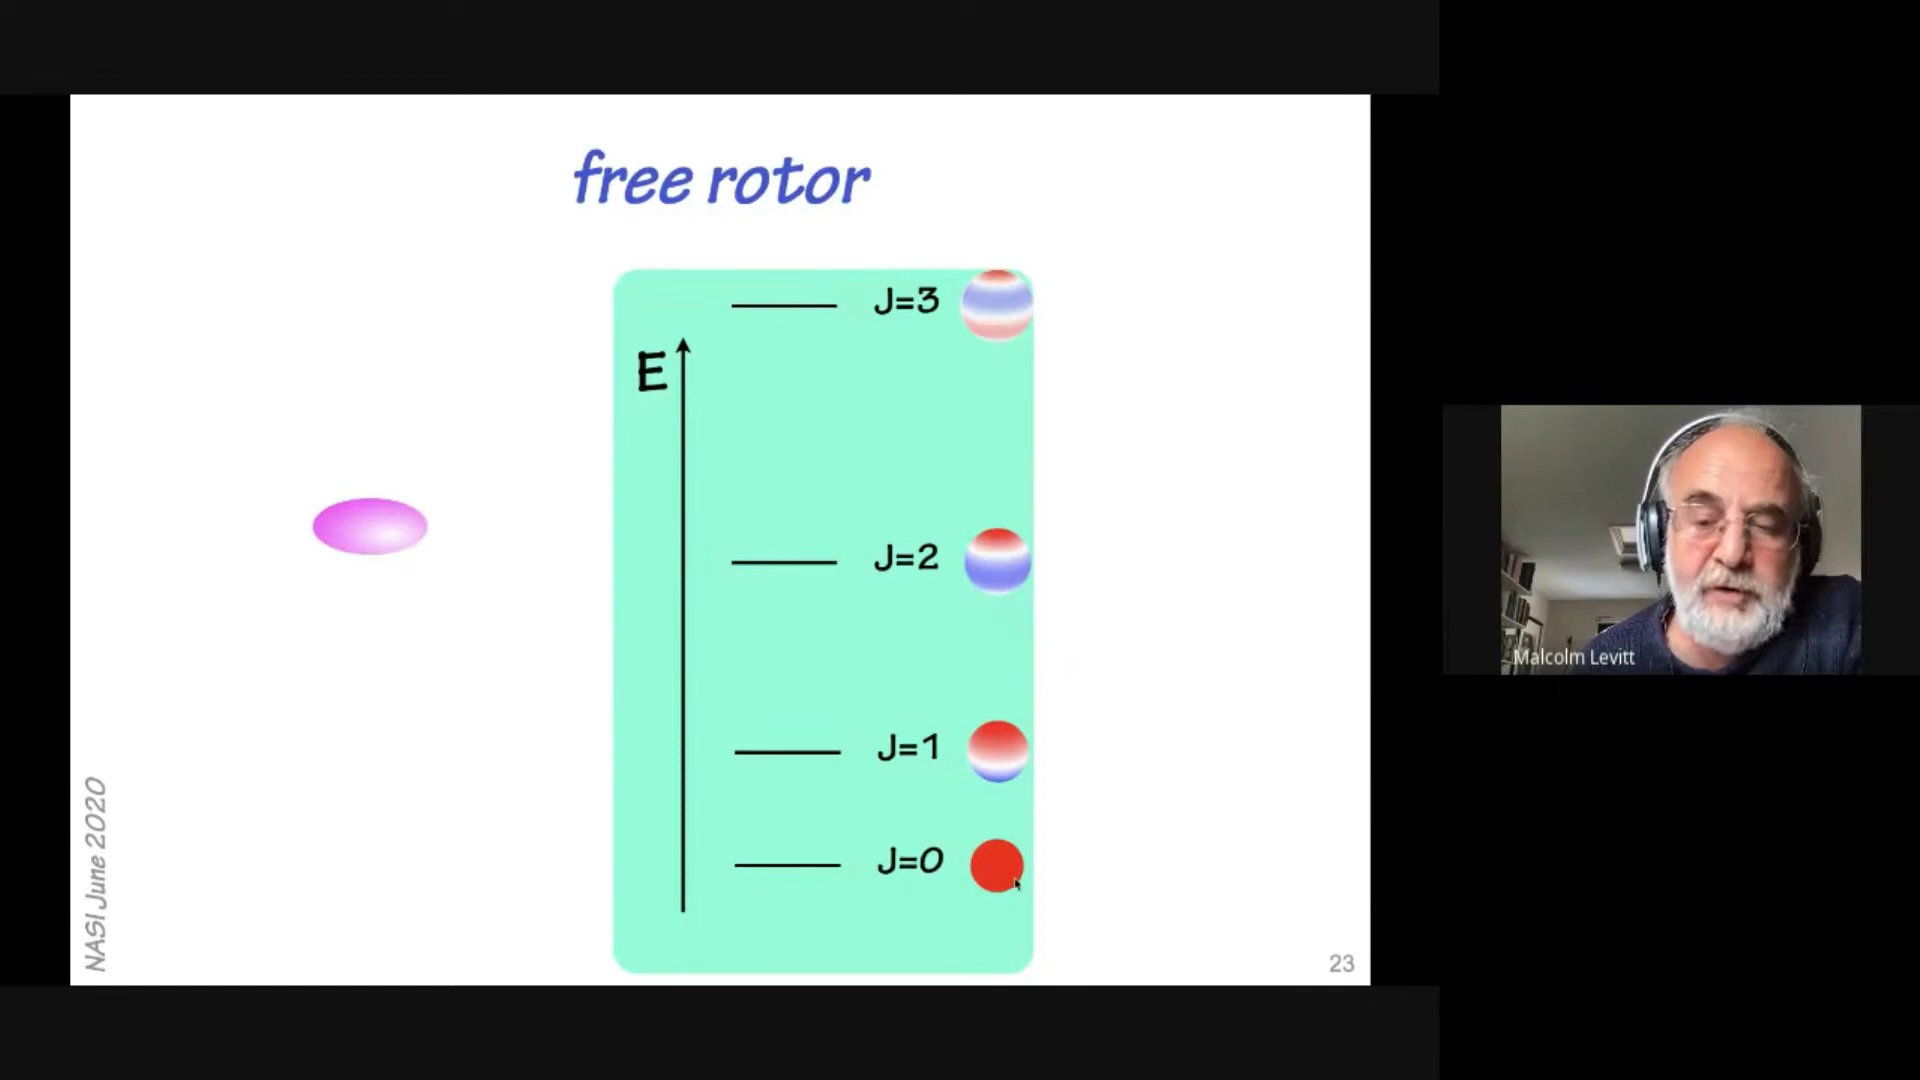 free rotor
J=3
E
J=2
J=1
J=0
NASI June 2020
23
Malcolm Levitt